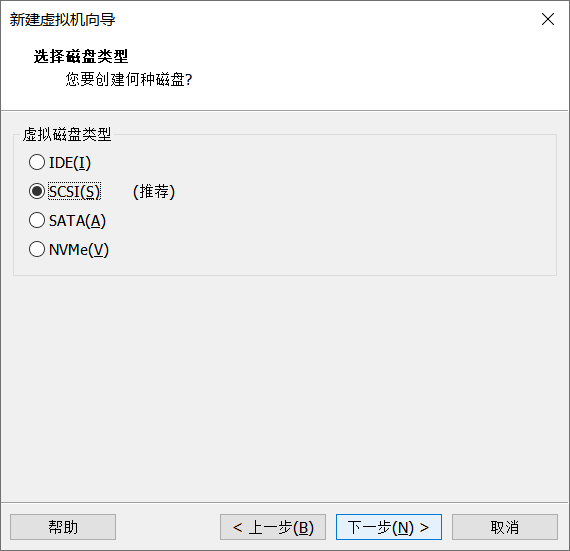 新建虚拟机向导
选择磁盘类型
您要创建何种磁盘?
虚拟磁盘类型
IDE(I)
SCSI(S) (推荐)
SATA(A)
NVMe(V)
帮助 < 上一步(B) 下一步(N) > 取消